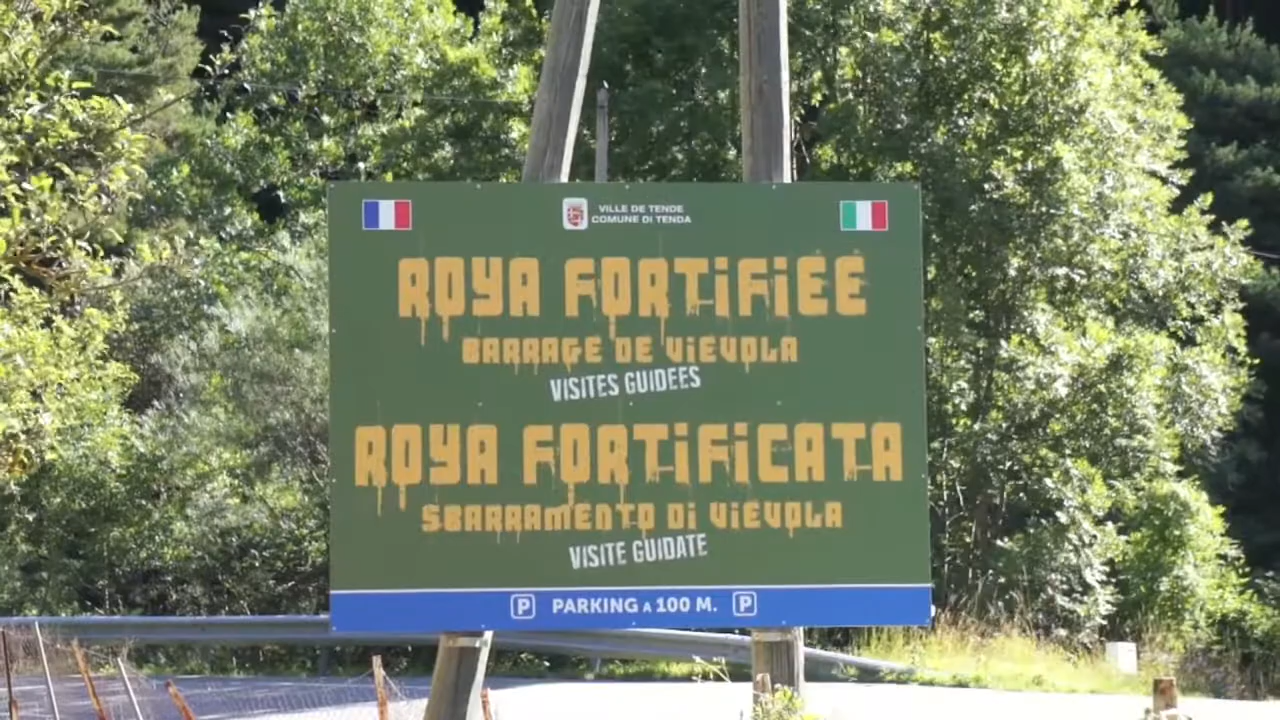 VILLE DE TENDE
COMUNE DI TENDA
ROYA FORTiFiEE
BARRAGE DE ViEVOLA
VISITES GUIDEES
ROYA FORTiFiCATA
SBARRAMENTO Di ViEVOLA
VISITE GUIDATE
P PARKING A 100 M. P